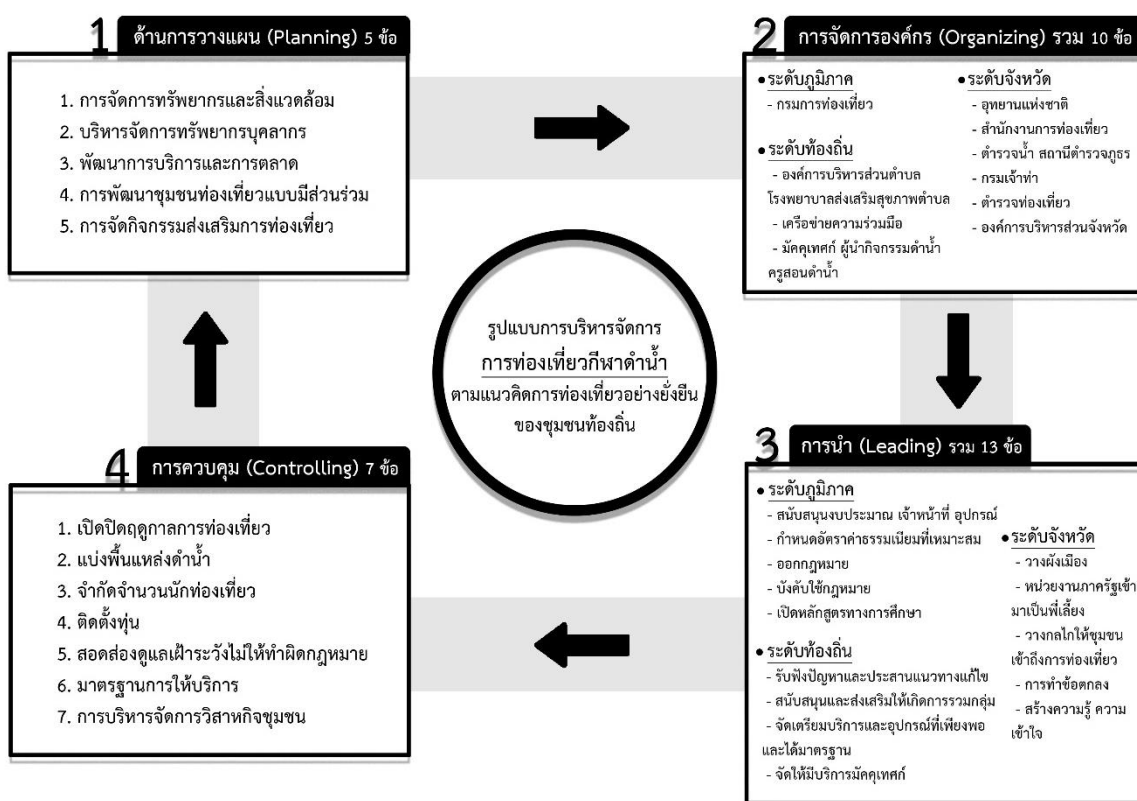 1 ด้านการวางแผน (Planning) 5 ข้อ
1. การจัดการทรัพยากรและสิ่งแวดล้อม
2. บริหารจัดการทรัพยากรบุคลากร
3. พัฒนาการบริการและการตลาด
4. การพัฒนาชุมชนท่องเที่ยวแบบมีส่วนร่วม
5. การจัดกิจกรรมส่งเสริมการท่องเที่ยว
2 การจัดการองค์กร (Organizing) รวม 10 ข้อ
• ระดับภูมิภาค
- กรมการท่องเที่ยว
• ระดับท้องถิ่น
- องค์การบริหารส่วนตำบล
โรงพยาบาลส่งเสริมสุขภาพตำบล
- เครือข่ายความร่วมมือ
- มัคคุเทศก์ ผู้นำกิจกรรมดำน้ำ
ครูสอนดำน้ำ
• ระดับจังหวัด
- อุทยานแห่งชาติ
- สำนักงานการท่องเที่ยว
- ตำรวจน้ำ สถานีตำรวจภูธร
- กรมเจ้าท่า
- ตำรวจท่องเที่ยว
- องค์การบริหารส่วนจังหวัด
รูปแบบการบริหารจัดการ
การท่องเที่ยวกีฬาดำน้ำ
ตามแนวคิดการท่องเที่ยวอย่างยั่งยืน
ของชุมชนท้องถิ่น
3 การนำ (Leading) รวม 13 ข้อ
• ระดับภูมิภาค
- สนับสนุนงบประมาณ เจ้าหน้าที่ อุปกรณ์
- กำหนดอัตราค่าธรรมเนียมที่เหมาะสม
- ออกกฎหมาย
- บังคับใช้กฎหมาย
- เปิดหลักสูตรทางการศึกษา
• ระดับท้องถิ่น
- รับฟังปัญหาและประสานแนวทางแก้ไข
- สนับสนุนและส่งเสริมให้เกิดการรวมกลุ่ม
- จัดเตรียมบริการและอุปกรณ์ที่เพียงพอ
และได้มาตรฐาน
- จัดให้มีบริการมัคคุเทศก์
• ระดับจังหวัด
- วางผังเมือง
- หน่วยงานภาครัฐเข้า
มาเป็นพี่เลี้ยง
- วางกลไกให้ชุมชน
เข้าถึงการท่องเที่ยว
- การทำข้อตกลง
- สร้างความรู้ ความ
เข้าใจ
4 การควบคุม (Controlling) 7 ข้อ
1. เปิดปิดฤดูกาลการท่องเที่ยว
2. แบ่งพื้นแหล่งดำน้ำ
3. จำกัดจำนวนนักท่องเที่ยว
4. ติดตั้งทุ่น
5. สอดส่องดูแลเฝ้าระวังไม่ให้ทำผิดกฎหมาย
6. มาตรฐานการให้บริการ
7. การบริหารจัดการวิสาหกิจชุมชน